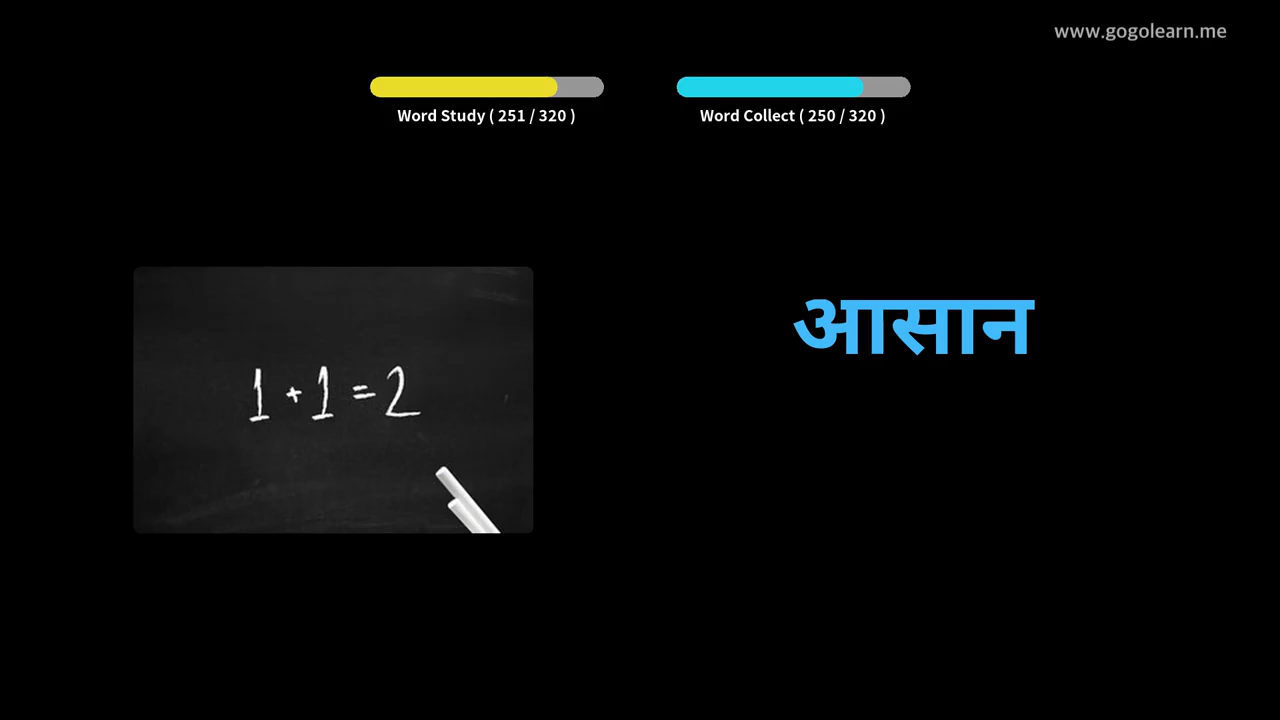 www.gogolearn.me
Word Study ( 251 / 320 )
Word Collect ( 250 / 320 )
आसान
1 + 1 = 2